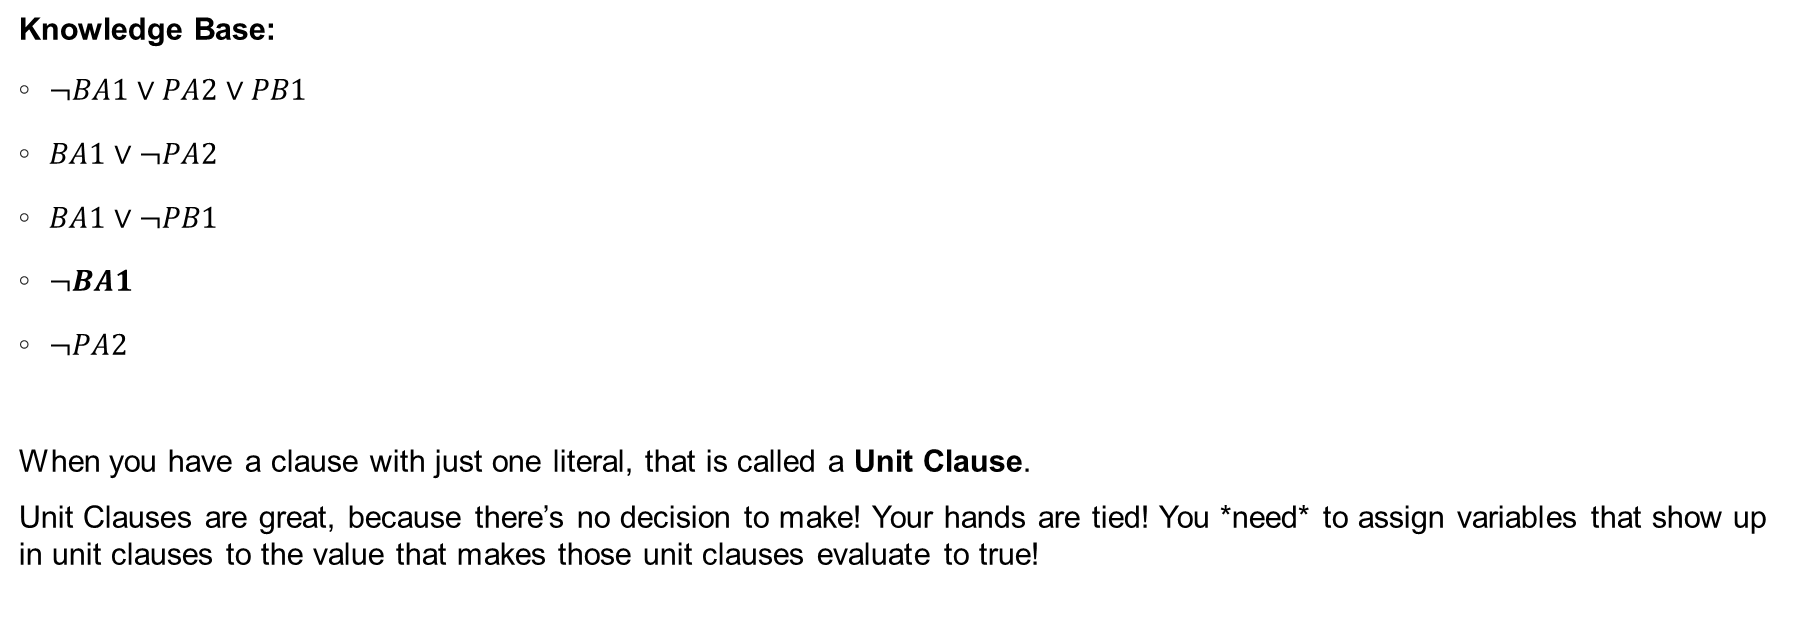 Knowledge Base:
◦ ¬BA1 ∨ PA2 ∨ PB1
◦ BA1 ∨ ¬PA2
◦ BA1 ∨ ¬PB1
◦ ¬BA1
◦ ¬PA2
When you have a clause with just one literal, that is called a Unit Clause.
Unit Clauses are great, because there’s no decision to make! Your hands are tied! You *need* to assign variables that show up
in unit clauses to the value that makes those unit clauses evaluate to true!